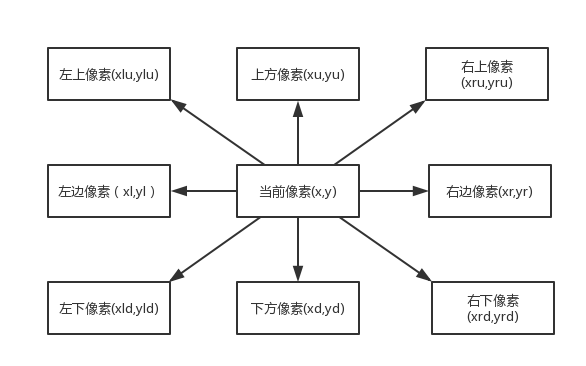 左上像素(xlu,ylu)
上方像素(xu,yu)
右上像素
(xru,yru)
左边像素（xl,yl）
当前像素(x,y)
右边像素(xr,yr)
左下像素(xld,yld)
下方像素(xd,yd)
右下像素
(xrd,yrd)